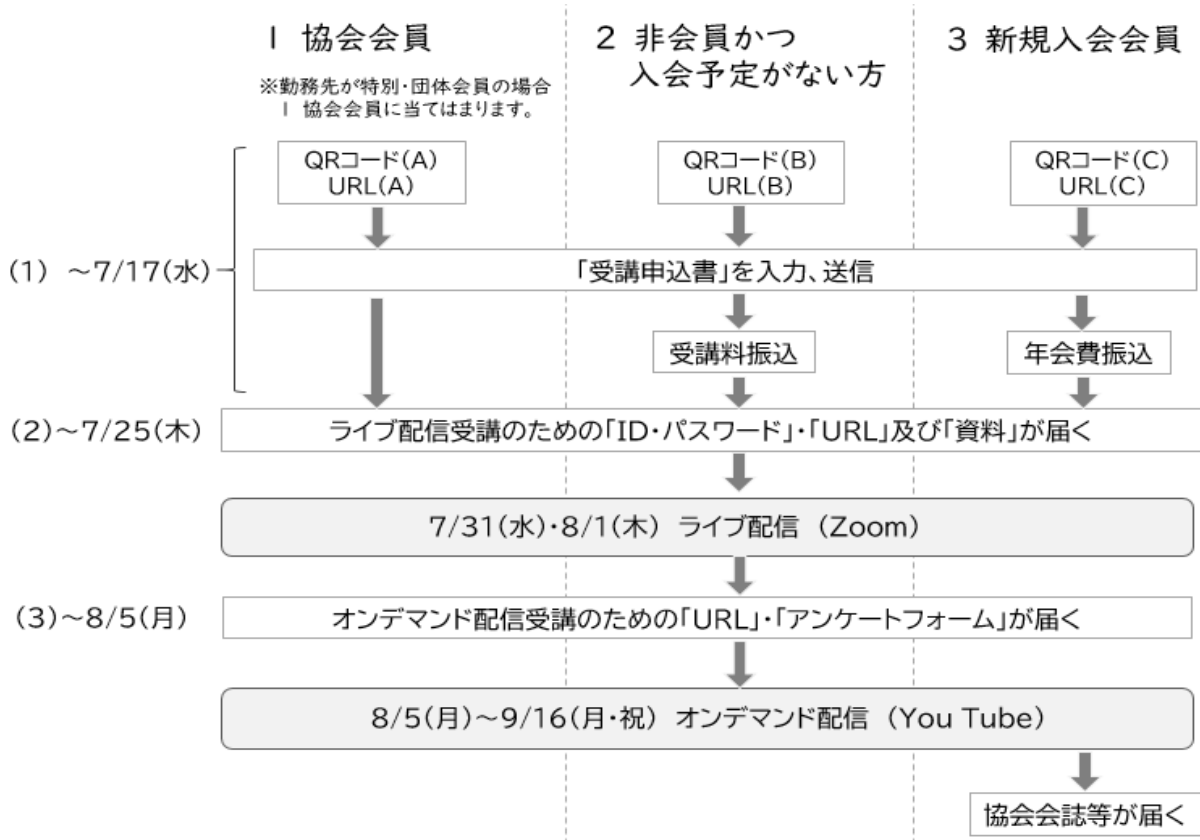 1 協会会員
※勤務先が特別・団体会員の場合
1 協会会員に当てはまります。
2 非会員かつ
入会予定がない方
3 新規入会会員
QRコード(A)
URL(A)
QRコード(B)
URL(B)
QRコード(C)
URL(C)
(1) ~7/17(水)
「受講申込書」を入力、送信
受講料振込
年会費振込
(2)~7/25(木)
ライブ配信受講のための「ID・パスワード」・「URL」及び「資料」が届く
7/31(水)・8/1(木) ライブ配信 (Zoom)
(3)~8/5(月)
オンデマンド配信受講のための「URL」・「アンケートフォーム」が届く
8/5(月)~9/16(月・祝) オンデマンド配信 (You Tube)
協会会誌等が届く